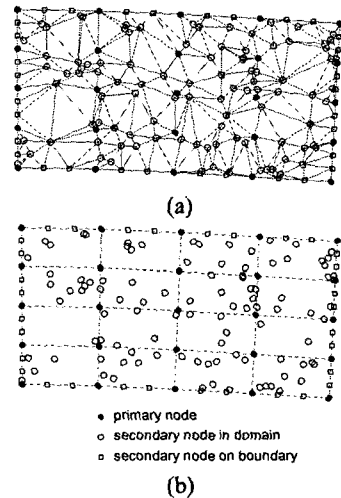 (a)
primary node
secondary node in domain
secondary node on boundary
(b)